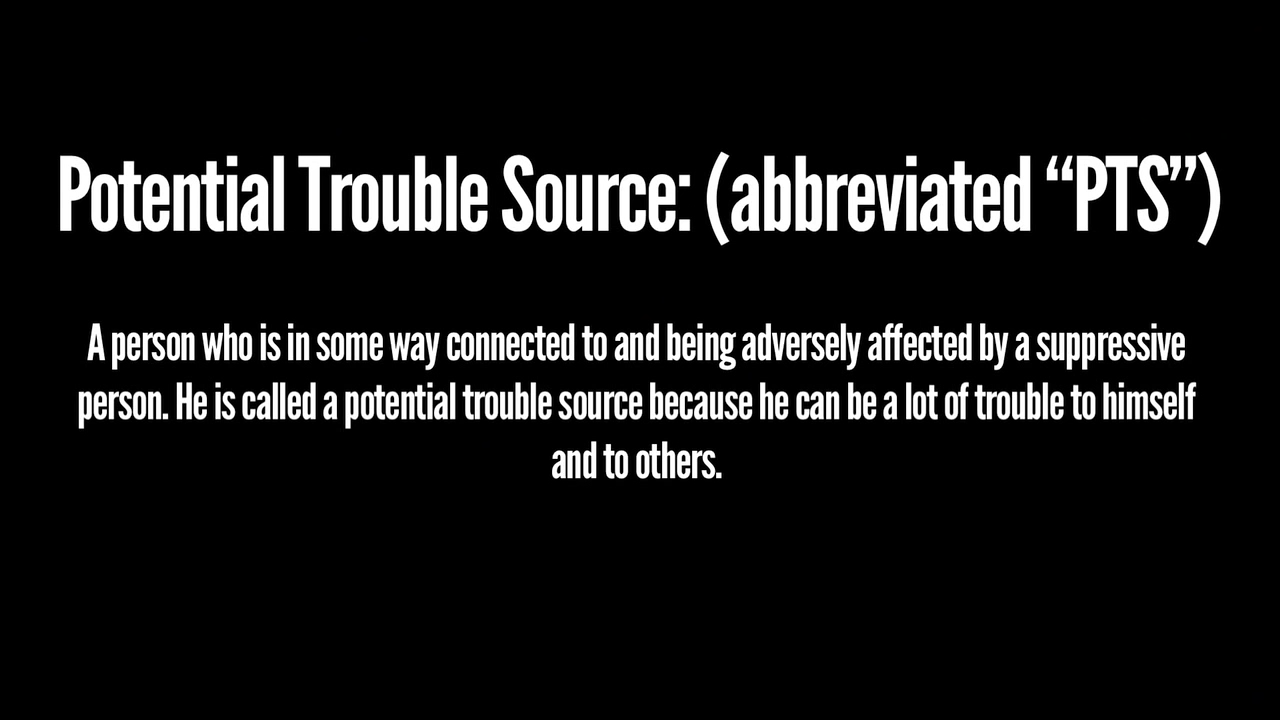 Potential Trouble Source: (abbreviated “PTS”)
A person who is in some way connected to and being adversely affected by a suppressive
person. He is called a potential trouble source because he can be a lot of trouble to himself
and to others.